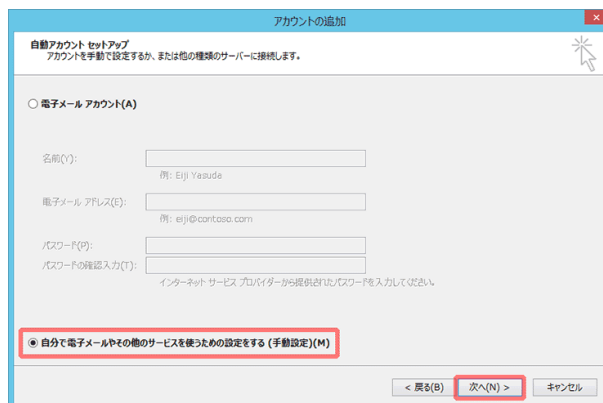 アカウントの追加
自動アカウント セットアップ
アカウントを手動で設定するか、または他の種類のサーバーに接続します。
電子メール アカウント(A)
名前(Y):
例: Eiji Yasuda
電子メール アドレス(E):
例: eiji@contoso.com
パスワード(P):
パスワードの確認入力(T):
インターネット サービス プロバイダーから提供されたパスワードを入力してください。
自分で電子メールやその他のサービスを使うための設定をする (手動設定)(M)
< 戻る(B) 次へ(N) > キャンセル